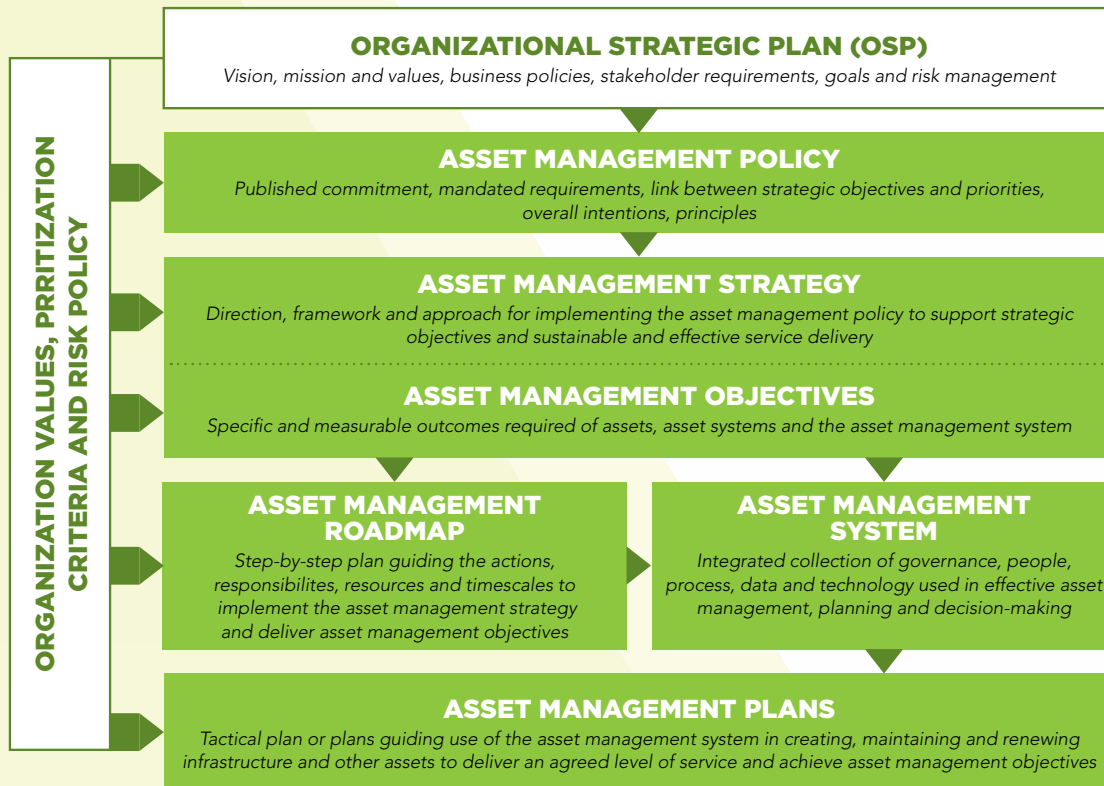 ORGANIZATIONAL STRATEGIC PLAN (OSP)
Vision, mission and values, business policies, stakeholder requirements, goals and risk management
ORGANIZATION VALUES, PRRITIZATION
CRITERIA AND RISK POLICY
ASSET MANAGEMENT POLICY
Published commitment, mandated requirements, link between strategic objectives and priorities,
overall intentions, principles
ASSET MANAGEMENT STRATEGY
Direction, framework and approach for implementing the asset management policy to support strategic
objectives and sustainable and effective service delivery
ASSET MANAGEMENT OBJECTIVES
Specific and measurable outcomes required of assets, asset systems and the asset management system
ASSET MANAGEMENT
ROADMAP
Step-by-step plan guiding the actions,
responsibilites, resources and timescales to
implement the asset management strategy
and deliver asset management objectives
ASSET MANAGEMENT
SYSTEM
Integrated collection of governance, people,
process, data and technology used in effective asset
management, planning and decision-making
ASSET MANAGEMENT PLANS
Tactical plan or plans guiding use of the asset management system in creating, maintaining and renewing
infrastructure and other assets to deliver an agreed level of service and achieve asset management objectives